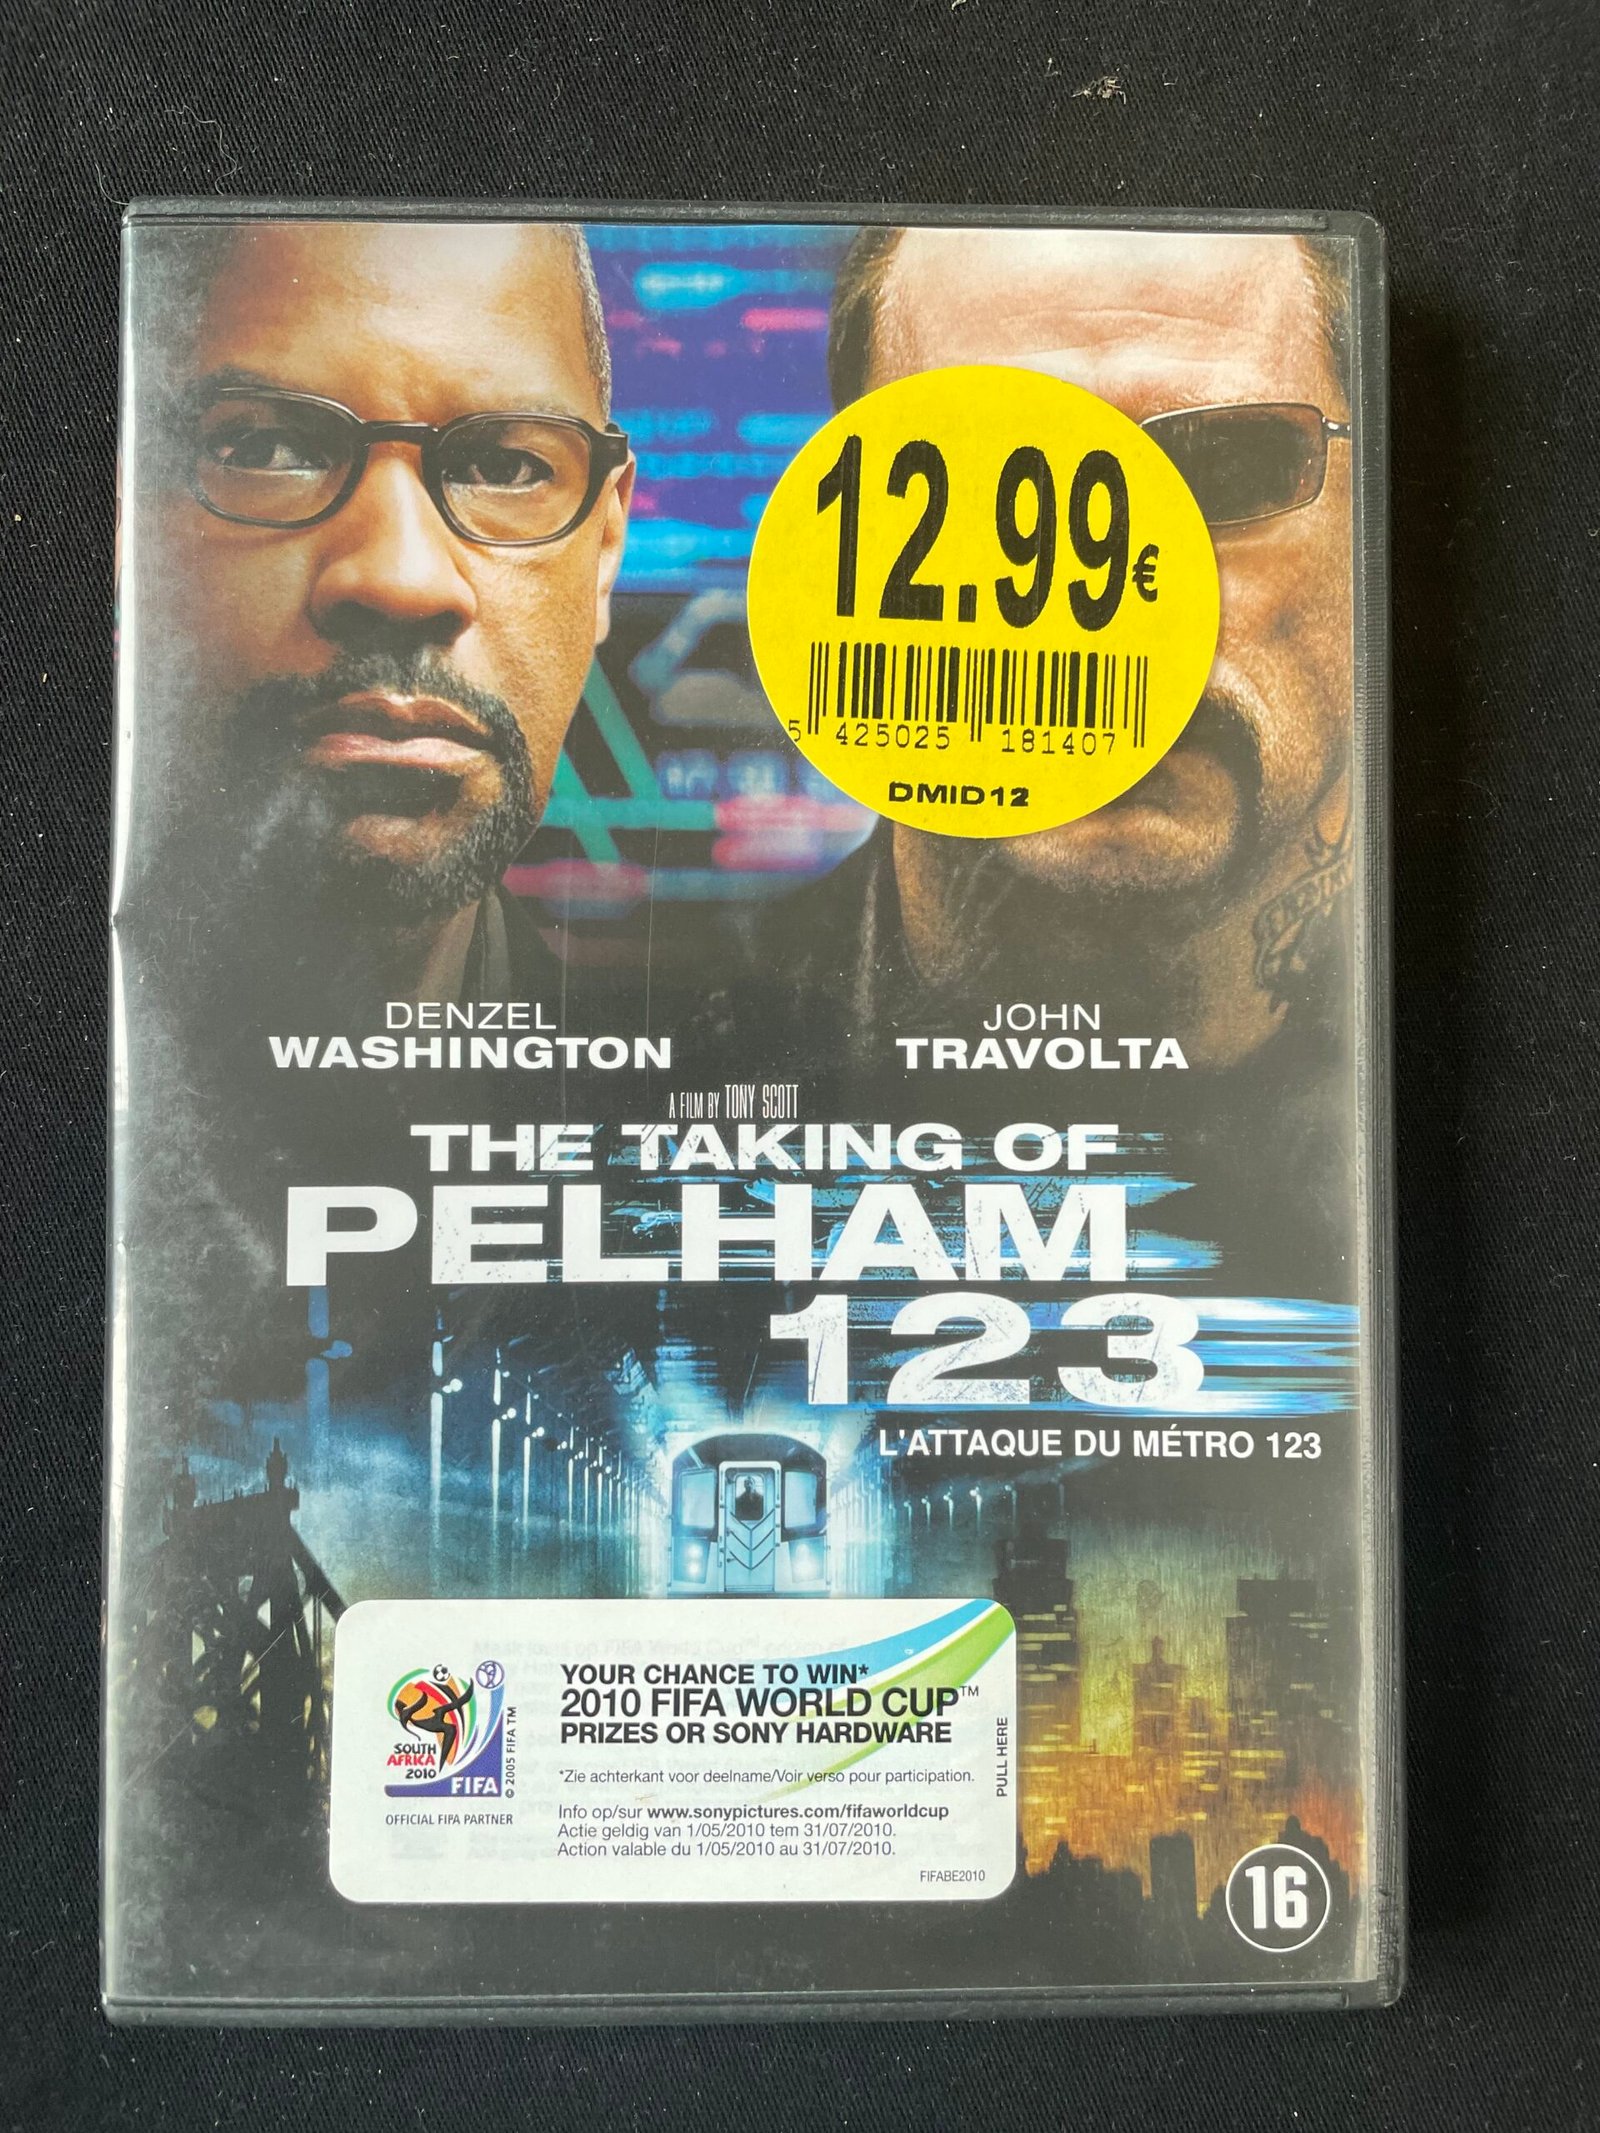 12.99€
5 425025 181407
DMID12
DENZEL
WASHINGTON
JOHN
TRAVOLTA
A FILM BY TONY SCOTT
THE TAKING OF
PELHAM
123
L'ATTAQUE DU MÉTRO 123
YOUR CHANCE TO WIN*
2010 FIFA WORLD CUP™
PRIZES OR SONY HARDWARE
*Zie achterkant voor deelname/Voir verso pour participation.
Info op/sur www.sonypictures.com/fifaworldcup
Actie geldig van 1/05/2010 tem 31/07/2010.
Action valable du 1/05/2010 au 31/07/2010.
FIFABE2010
PULL HERE
SOUTH
AFRICA
2010
FIFA
© 2005 FIFA TM
OFFICIAL FIFA PARTNER
16